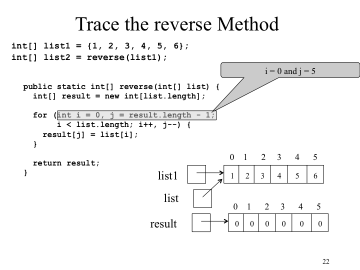 Trace the reverse Method
int[] list1 = {1, 2, 3, 4, 5, 6};
int[] list2 = reverse(list1);
i = 0 and j = 5
public static int[] reverse(int[] list) {
int[] result = new int[list.length];
for (int i = 0, j = result.length - 1;
i < list.length; i++, j--) {
result[j] = list[i];
}
return result;
}
0 1 2 3 4 5
list1 1 2 3 4 5 6
list
0 1 2 3 4 5
result 0 0 0 0 0 0
22